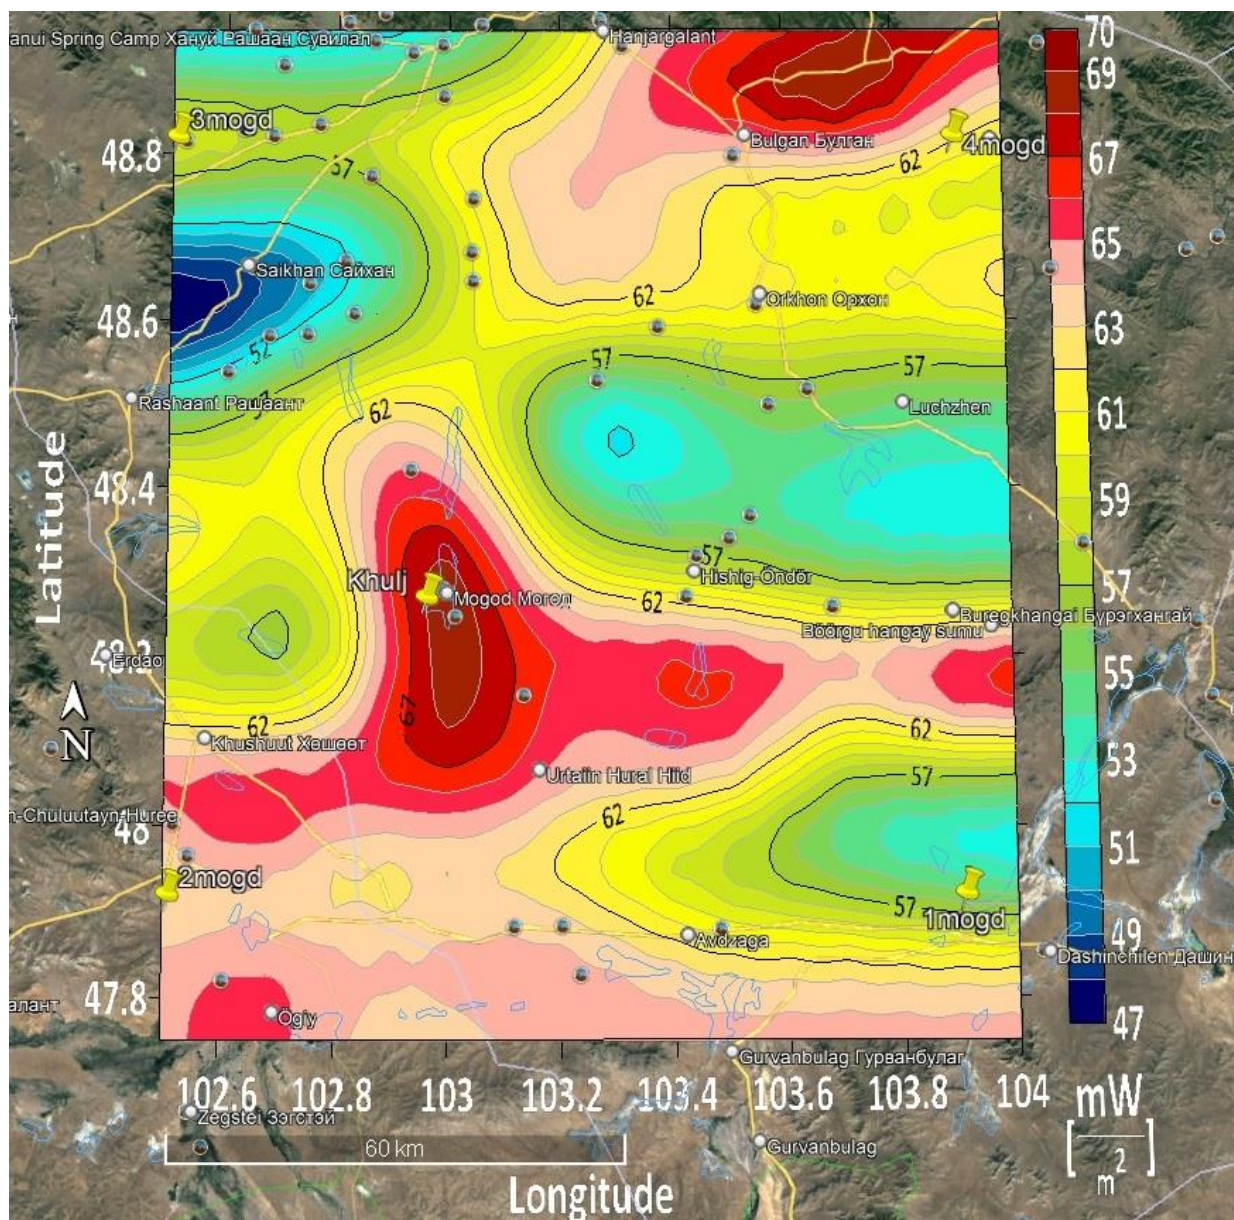 anui Spring Camp Хануй Рашаан Сувилал
Hanjargalant
70
69
3mogd
Bulgan Булган
4mogd
48.8
57
62
67
Saikhan Сайхан
65
62
Orkhon Орхон
48.6
63
57
52
57
Rashaant Рашаант
62
Luchzhen
61
48.4
59
57
Khulj
Mogod Могод
Hishig-Öndör
57
62
Buregkhangai Бүрэгхангай
Böörgu hangay sumu
48.2
Erdao
55
67
62
62
N
Khushuut Хөшөөт
Urtaiin Hural Hiid
57
53
n-Chuluutayn-Huree
62
48
51
2mogd
57
1mogd
Avdzaga
49
Dashinchilen Дашин
47.8
алант
Ögiy
47
Gurvanbulag Гурванбулаг
102.6
102.8
103
103.2
103.4
103.6
103.8
104
Zegstei Зэгстэй
mW
[ m2 ]
60 km
Gurvanbulag
Latitude
Longitude